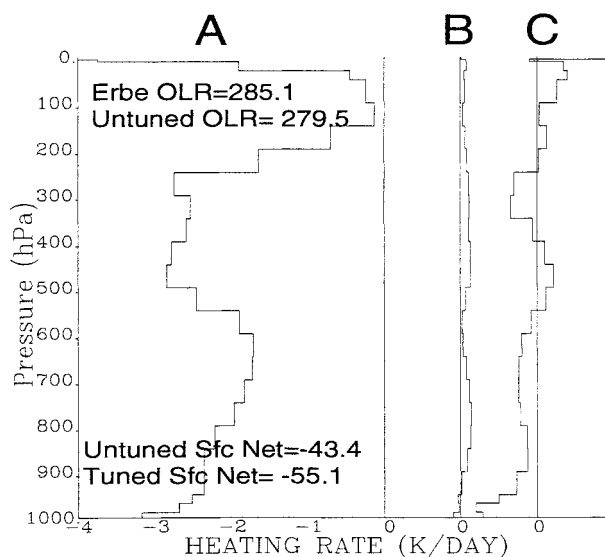 A B C
0.
100.
200.
300.
400.
500.
600.
700.
800.
900.
1000.
Pressure (hPa)
Erbe OLR=285.1
Untuned OLR= 279.5
Untuned Sfc Net=-43.4
Tuned Sfc Net= -55.1
-4 -3 -2 -1 0 0 0
HEATING RATE (K/DAY)